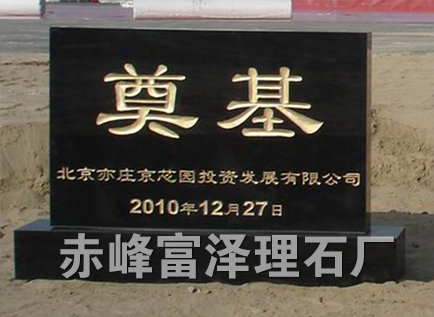 奠基
北京亦庄京芯园投资发展有限公司
2010年12月27日
赤峰富泽理石厂